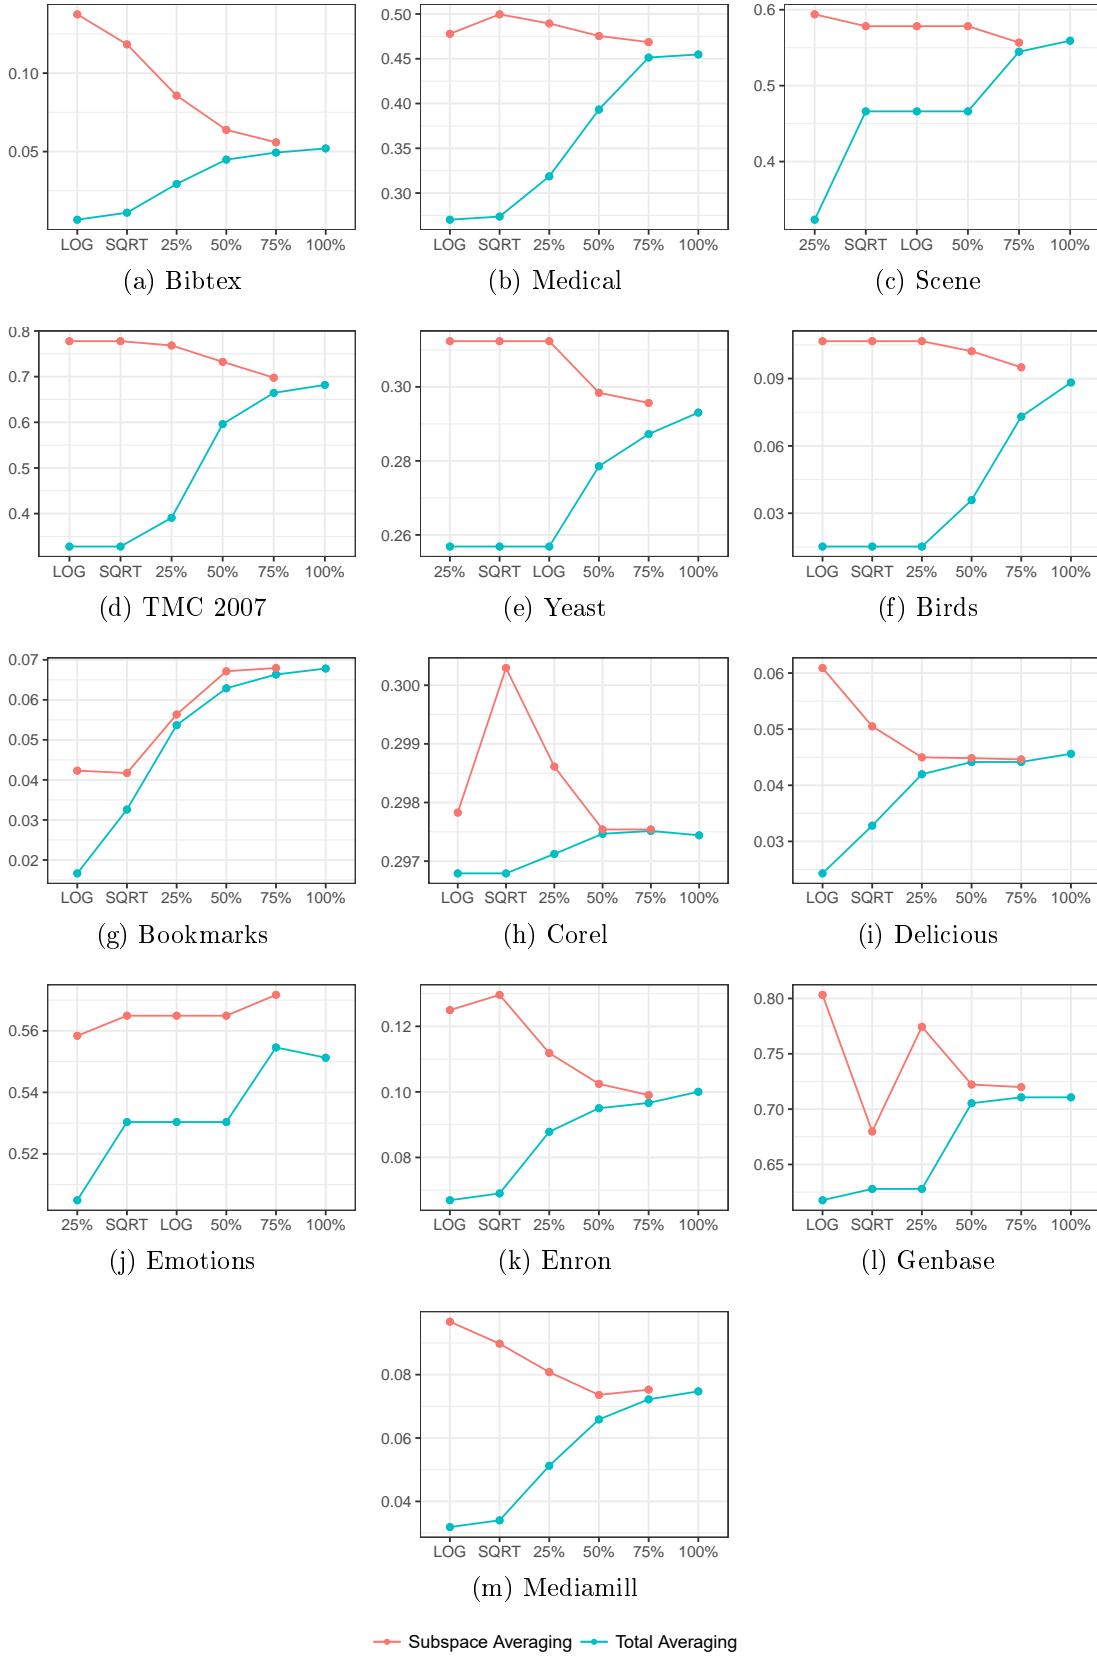 0.10
0.05
LOG SQRT 25% 50% 75% 100%
(a) Bibtex
0.50
0.45
0.40
0.35
0.30
LOG SQRT 25% 50% 75% 100%
(b) Medical
0.6
0.5
0.4
25% SQRT LOG 50% 75% 100%
(c) Scene
0.8
0.7
0.6
0.5
0.4
LOG SQRT 25% 50% 75% 100%
(d) TMC 2007
0.30
0.28
0.26
25% SQRT LOG 50% 75% 100%
(e) Yeast
0.09
0.06
0.03
LOG SQRT 25% 50% 75% 100%
(f) Birds
0.07
0.06
0.05
0.04
0.03
0.02
LOG SQRT 25% 50% 75% 100%
(g) Bookmarks
0.300
0.299
0.298
0.297
LOG SQRT 25% 50% 75% 100%
(h) Corel
0.06
0.05
0.04
0.03
LOG SQRT 25% 50% 75% 100%
(i) Delicious
0.56
0.54
0.52
25% SQRT LOG 50% 75% 100%
(j) Emotions
0.12
0.10
0.08
LOG SQRT 25% 50% 75% 100%
(k) Enron
0.80
0.75
0.70
0.65
LOG SQRT 25% 50% 75% 100%
(l) Genbase
0.08
0.06
0.04
LOG SQRT 25% 50% 75% 100%
(m) Mediamill
Subspace Averaging Total Averaging